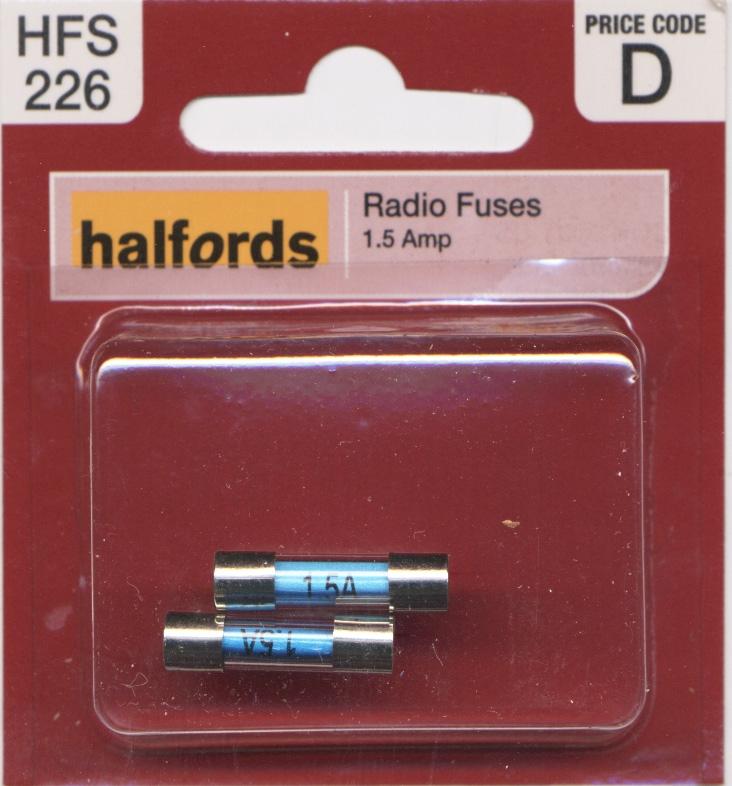 HFS
226
PRICE CODE
D
halfords
Radio Fuses
1.5 Amp
1.5A
1.5A